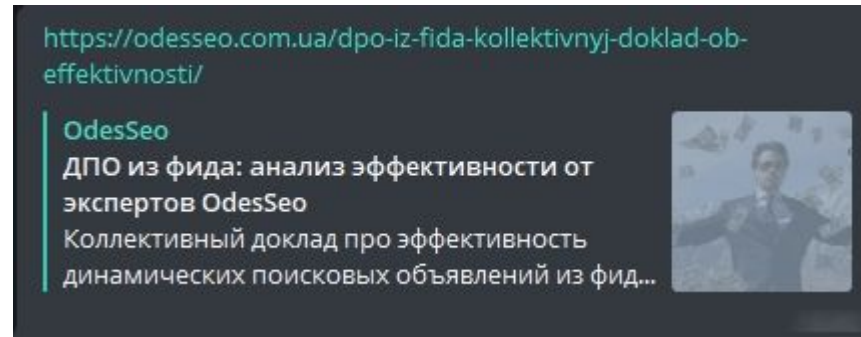 https://odesseo.com.ua/dpo-iz-fida-kollektivnyj-doklad-ob-
effektivnosti/
OdesSeo
ДПО из фида: анализ эффективности от
экспертов OdesSeo
Коллективный доклад про эффективность
динамических поисковых объявлений из фид...